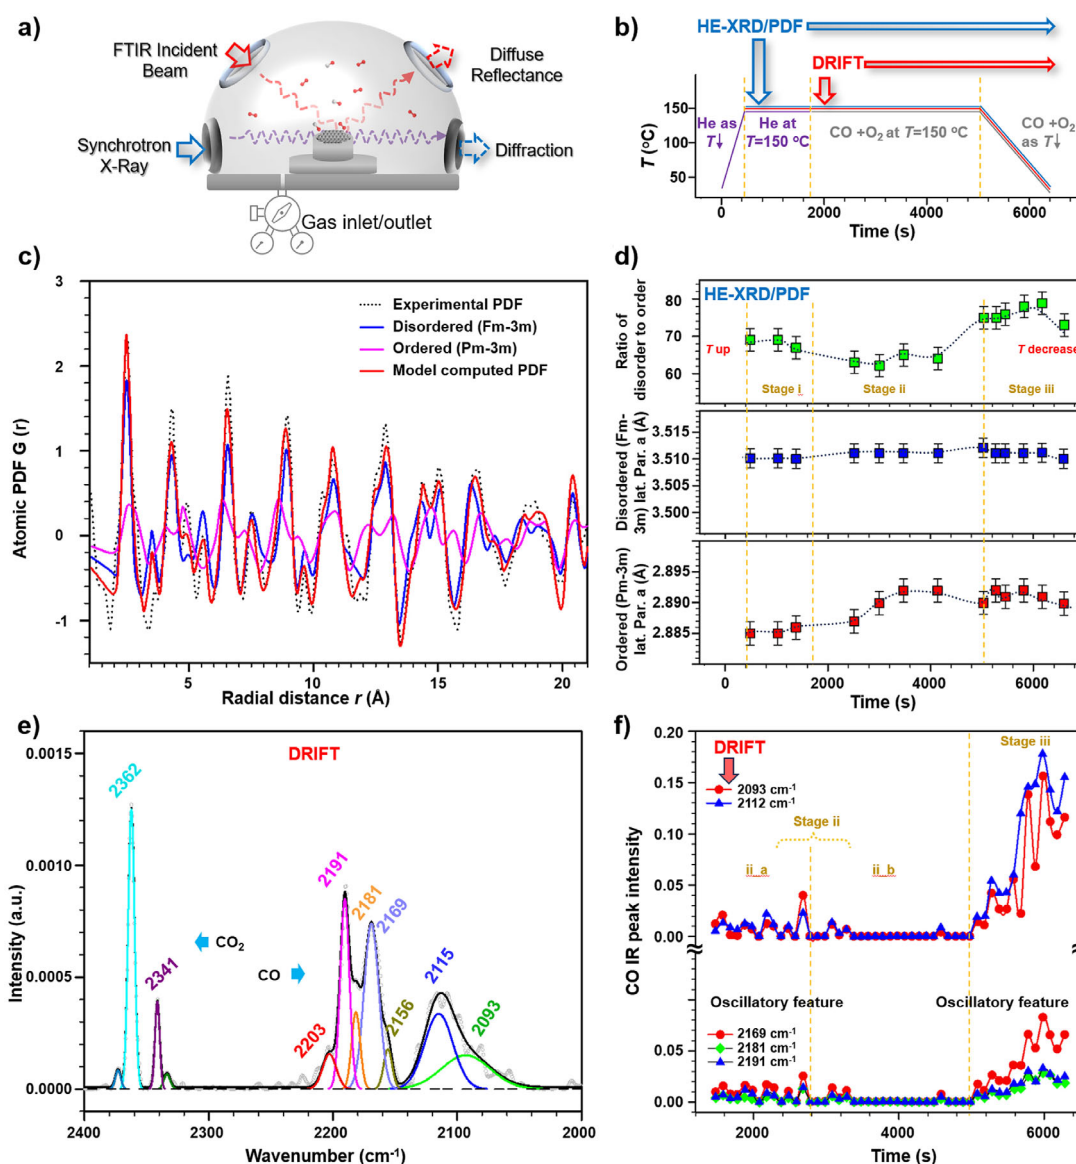 a)
FTIR Incident
Beam
Diffuse
Reflectance
Synchrotron
X-Ray
Diffraction
Gas inlet/outlet
b)
HE-XRD/PDF
DRIFT
T (°C)
150
100
50
He as
T↓
He at
T=150 °C
CO +O2 at T=150 °C
CO +O2
as T↓
0
2000
4000
6000
Time (s)
c)
Atomic PDF G (r)
3
2
1
0
-1
Experimental PDF
Disordered (Fm-3m)
Ordered (Pm-3m)
Model computed PDF
5
10
15
20
Radial distance r (Å)
d)
HE-XRD/PDF
Ratio of
disorder to order
80
70
60
T up
T decrease
Stage i
Stage ii
Stage iii
Disordered (Fm-
3m) lat. Par. a (Å)
3.515
3.510
3.505
3.500
Ordered (Pm-3m)
lat. Par. a (Å)
2.895
2.890
2.885
0
2000
4000
6000
Time (s)
e)
DRIFT
Intensity (a.u.)
0.0015
0.0010
0.0005
0.0000
2362
2341
CO2
CO
2203
2191
2181
2169
2156
2115
2093
2400
2300
2200
2100
2000
Wavenumber (cm-1)
f)
CO IR peak intensity
0.20
0.15
0.10
0.05
0.00
DRIFT
2093 cm-1
2112 cm-1
Stage ii
Stage iii
ii_a
ii_b
Oscillatory feature
Oscillatory feature
2169 cm-1
2181 cm-1
2191 cm-1
0.05
0.00
2000
4000
6000
Time (s)